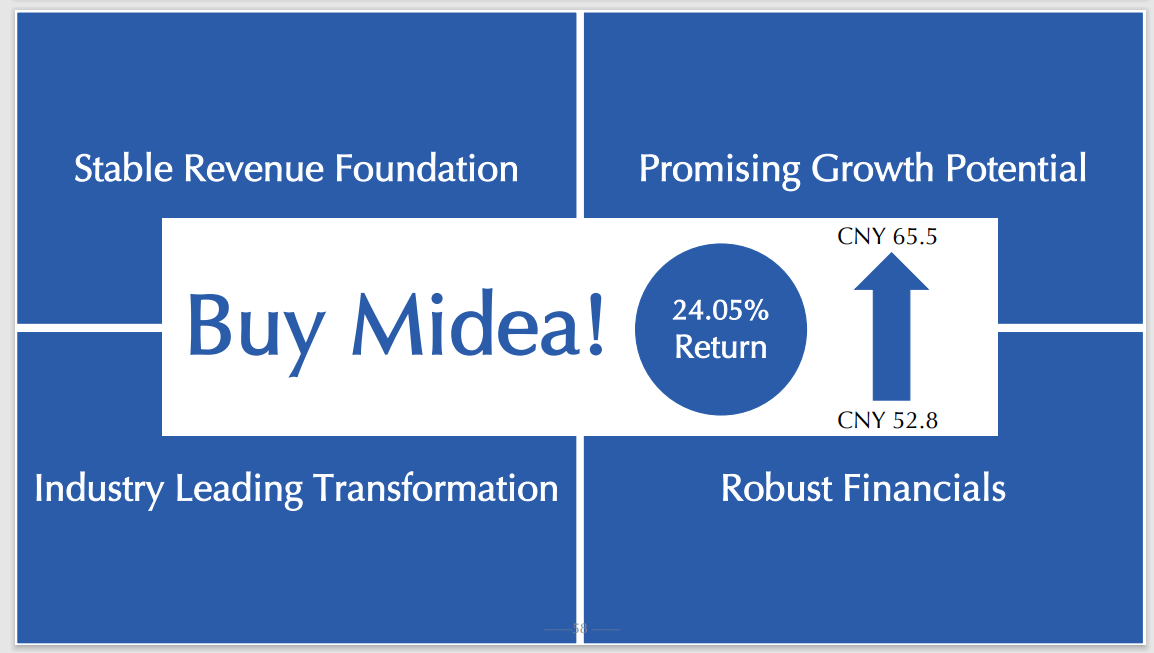 Stable Revenue Foundation
Promising Growth Potential
Buy Midea!
24.05%
Return
CNY 65.5
CNY 52.8
Industry Leading Transformation
Robust Financials
58